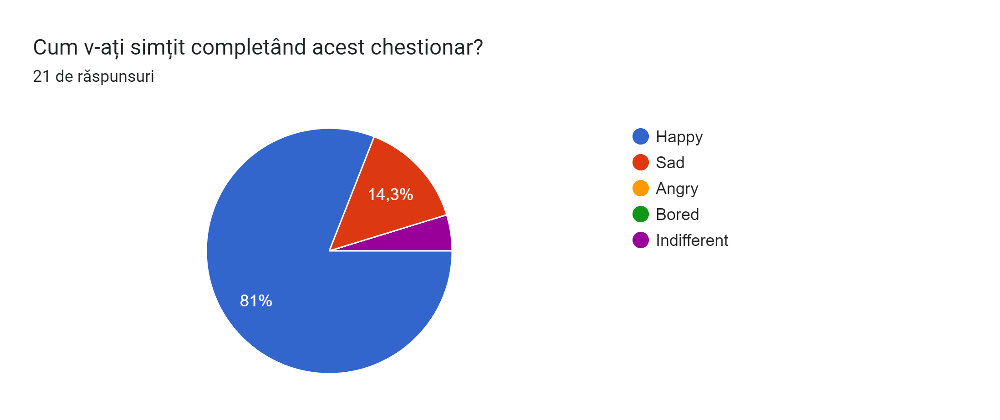 Cum v-ați simțit completând acest chestionar?
21 de răspunsuri
Happy
Sad
Angry
Bored
Indifferent
14,3%
81%